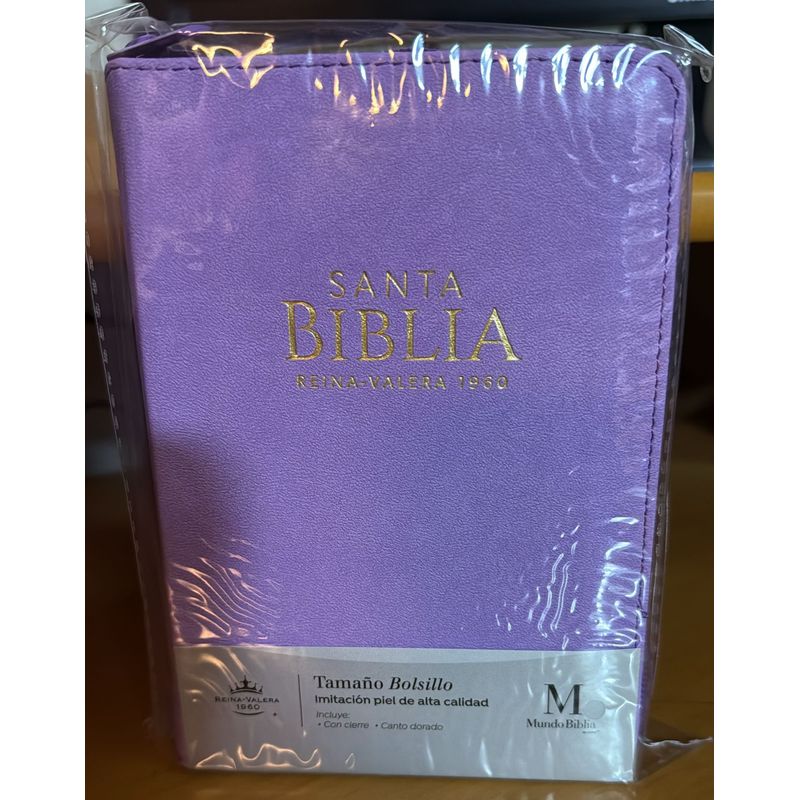 SANTA
BIBLIA
REINA-VALERA 1960
REINA-VALERA
1960
Tamaño Bolsillo
Imitación piel de alta calidad
Incluye:
• Con cierre • Canto dorado
M
Mundo Biblia